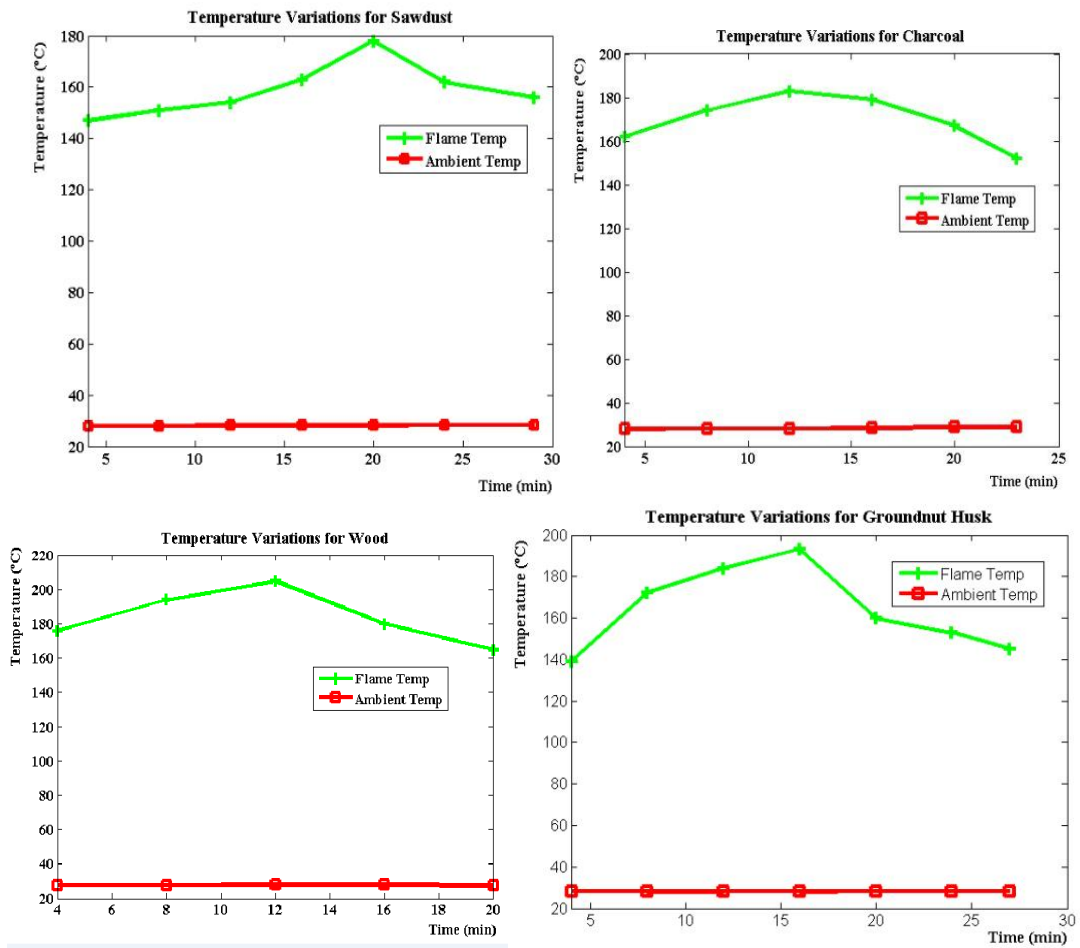 Temperature Variations for Sawdust
Temperature (°C)
180
160
140
120
100
80
60
40
20
Flame Temp
Ambient Temp
5 10 15 20 25 30
Time (min)
Temperature Variations for Charcoal
Temperature (°C)
200
180
160
140
120
100
80
60
40
20
Flame Temp
Ambient Temp
5 10 15 20 25
Time (min)
Temperature Variations for Wood
Temperature (°C)
220
200
180
160
140
120
100
80
60
40
20
Flame Temp
Ambient Temp
4 6 8 10 12 14 16 18 20
Time (min)
Temperature Variations for Groundnut Husk
Temperature (°C)
200
180
160
140
120
100
80
60
40
20
Flame Temp
Ambient Temp
5 10 15 20 25 30
Time (min)